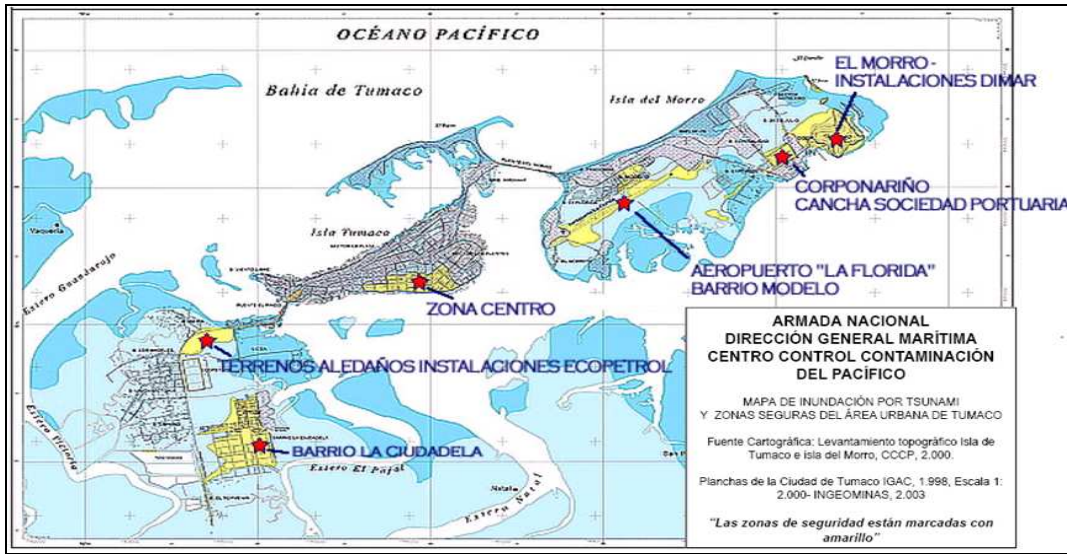 OCÉANO PACÍFICO
Bahia de Tumaco
Isla del Morro
EL MORRO -
INSTALACIONES DIMAR
CORPONARIÑO
CANCHA SOCIEDAD PORTUARIA
Isla Tumaco
Vaquería
AEROPUERTO "LA FLORIDA"
BARRIO MODELO
Estero Guandarajo
ZONA CENTRO
TERRENOS ALEDAÑOS INSTALACIONES ECOPETROL
BARRIO LA CIUDADELA
Estero El Pajal
Estero Victoria
Natal
Estero Natal
ARMADA NACIONAL
DIRECCIÓN GENERAL MARÍTIMA
CENTRO CONTROL CONTAMINACIÓN
DEL PACÍFICO
MAPA DE INUNDACIÓN POR TSUNAMI
Y ZONAS SEGURAS DEL ÁREA URBANA DE TUMACO
Fuente Cartográfica: Levantamiento topográfico Isla de
Tumaco e isla del Morro, CCCP, 2.000.
Planchas de la Ciudad de Tumaco IGAC, 1.998, Escala 1:
2.000- INGEOMINAS, 2.003
"Las zonas de seguridad están marcadas con
amarillo"